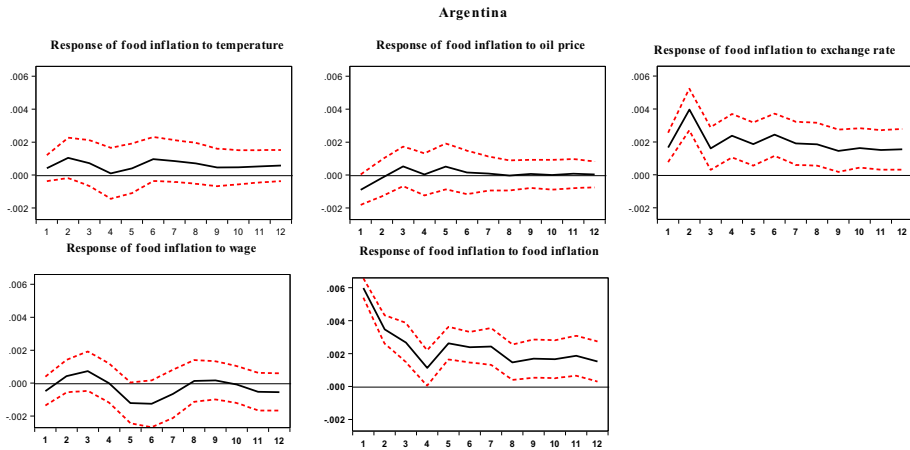 Argentina
Response of food inflation to temperature
.006
.004
.002
.000
-.002
1 2 3 4 5 6 7 8 9 10 11 12
Response of food inflation to oil price
.006
.004
.002
.000
-.002
1 2 3 4 5 6 7 8 9 10 11 12
Response of food inflation to exchange rate
.006
.004
.002
.000
-.002
1 2 3 4 5 6 7 8 9 10 11 12
Response of food inflation to wage
.006
.004
.002
.000
-.002
1 2 3 4 5 6 7 8 9 10 11 12
Response of food inflation to food inflation
.006
.004
.002
.000
-.002
1 2 3 4 5 6 7 8 9 10 11 12